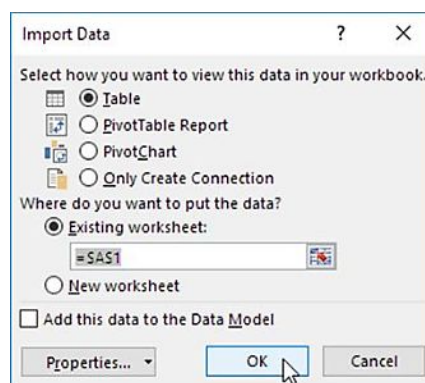 Import Data ? X
Select how you want to view this data in your workbook.
Table
PivotTable Report
PivotChart
Only Create Connection
Where do you want to put the data?
Existing worksheet:
=$A$1
New worksheet
Add this data to the Data Model
Properties... OK Cancel